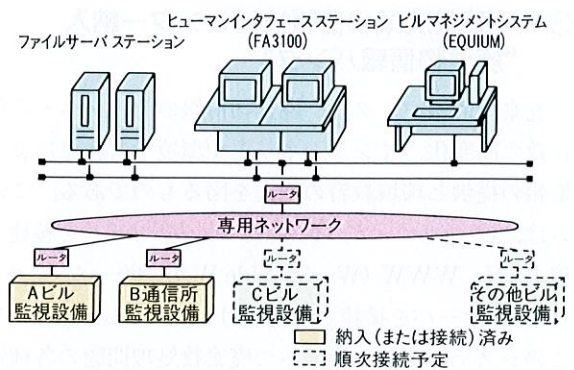 ヒューマンインタフェースステーション
(FA3100)
ビルマネジメントシステム
(EQUIUM)
ファイルサーバステーション
ルータ
専用ネットワーク
ルータ
ルータ
ルータ
ルータ
Aビル
監視設備
B通信所
監視設備
Cビル
監視設備
その他ビル
監視設備
納入(または接続)済み
順次接続予定